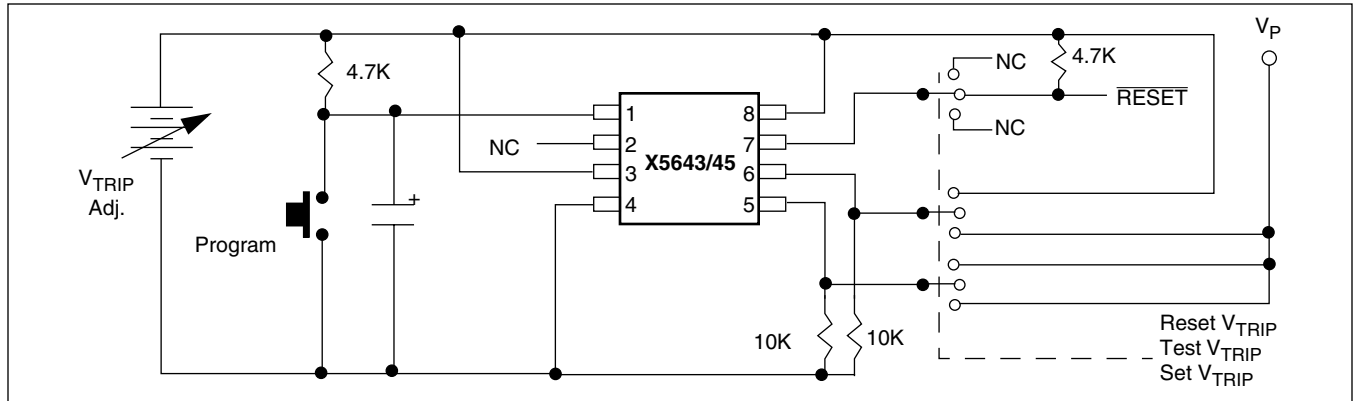 V_P
4.7K
NC
4.7K
RESET
NC
1
2
3
4
8
7
6
5
X5643/45
NC
V_TRIP
Adj.
Program
+
10K
10K
Reset V_TRIP
Test V_TRIP
Set V_TRIP